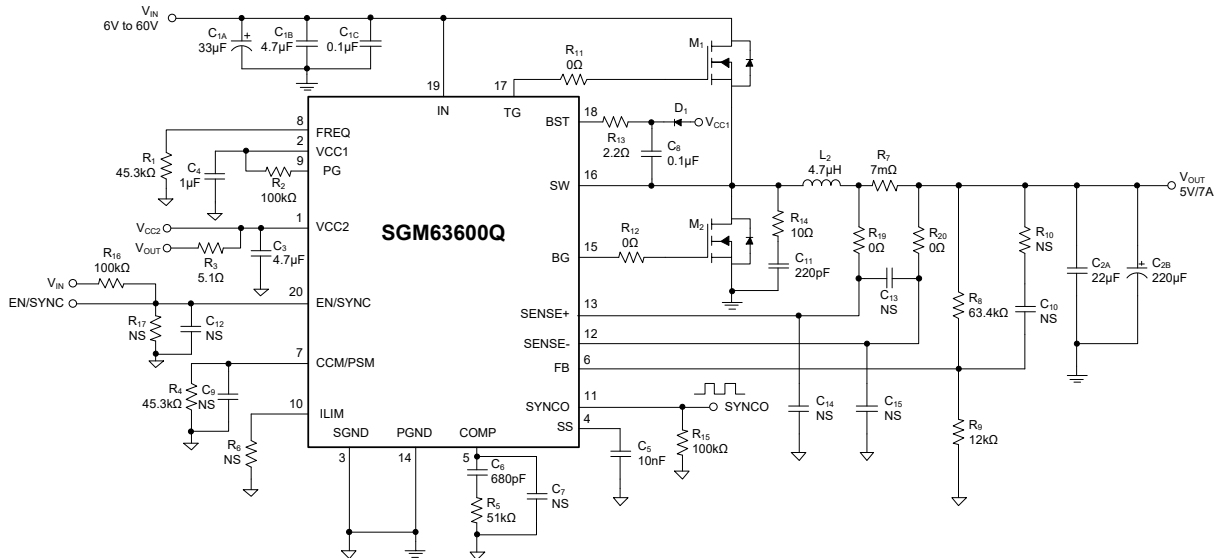 VIN
6V to 60V
C1A
33μF
+
C1B
4.7μF
C1C
0.1μF
R11
0Ω
M1
19
17
IN
TG
8
FREQ
2
VCC1
9
PG
R1
45.3kΩ
C4
1μF
R2
100kΩ
BST
18
R13
2.2Ω
D1
VCC1
C8
0.1μF
SW
16
L2
4.7μH
R7
7mΩ
VOUT
5V/7A
VCC2
1
VCC2
VOUT
R3
5.1Ω
C3
4.7μF
SGM63600Q
BG
15
R12
0Ω
M2
R14
10Ω
C11
220pF
R19
0Ω
R20
0Ω
C13
NS
R10
NS
C10
NS
C2A
22μF
C2B
220μF
+
R16
100kΩ
VIN
EN/SYNC
20
EN/SYNC
R17
NS
C12
NS
SENSE+
13
SENSE-
12
FB
6
R8
63.4kΩ
7
CCM/PSM
R4
45.3kΩ
C9
NS
10
ILIM
R6
NS
SYNCO
11
SYNCO
SS
4
R15
100kΩ
C5
10nF
C14
NS
C15
NS
R9
12kΩ
SGND
PGND
COMP
3
14
5
C6
680pF
R5
51kΩ
C7
NS